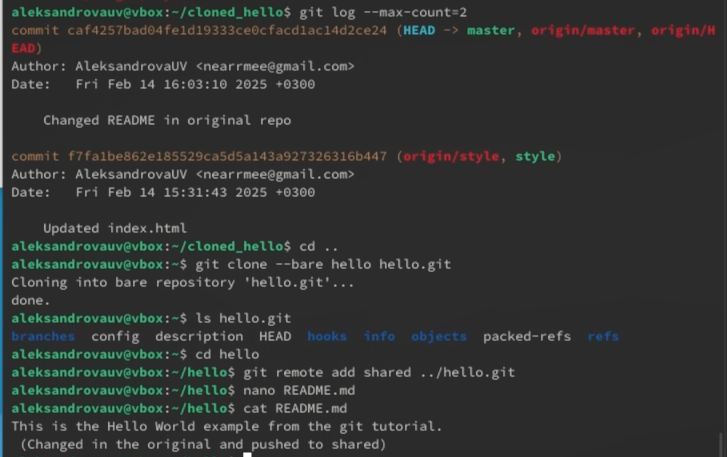 aleksandrovauv@vbox:~/cloned_hello$ git log --max-count=2
commit caf4257bad04fe1d19333ce0cfacd1ac14d2ce24 (HEAD -> master, origin/master, origin/H
EAD)
Author: AleksandrovaUV <nearrmee@gmail.com>
Date:   Fri Feb 14 16:03:10 2025 +0300
    Changed README in original repo
commit f7fa1be862e185529ca5d5a143a927326316b447 (origin/style, style)
Author: AleksandrovaUV <nearrmee@gmail.com>
Date:   Fri Feb 14 15:31:43 2025 +0300
    Updated index.html
aleksandrovauv@vbox:~/cloned_hello$ cd ..
aleksandrovauv@vbox:~$ git clone --bare hello hello.git
Cloning into bare repository 'hello.git'...
done.
aleksandrovauv@vbox:~$ ls hello.git
branches  config  description  HEAD  hooks  info  objects  packed-refs  refs
aleksandrovauv@vbox:~$ cd hello
aleksandrovauv@vbox:~/hello$ git remote add shared ../hello.git
aleksandrovauv@vbox:~/hello$ nano README.md
aleksandrovauv@vbox:~/hello$ cat README.md
This is the Hello World example from the git tutorial.
 (Changed in the original and pushed to shared)